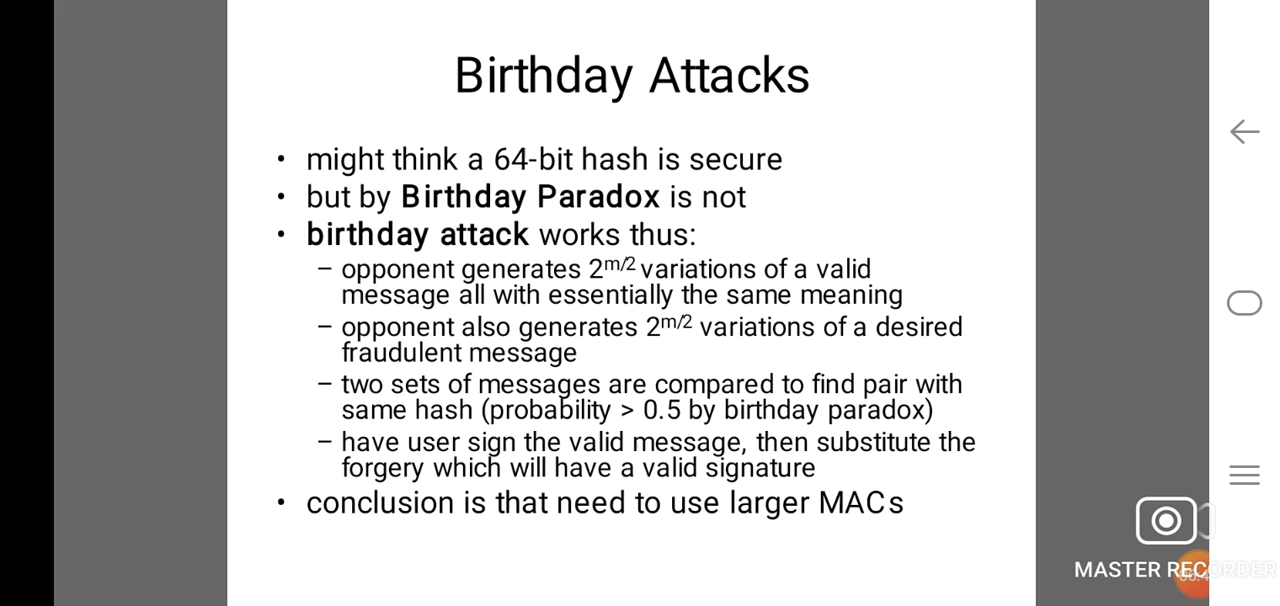 Birthday Attacks
• might think a 64-bit hash is secure
• but by Birthday Paradox is not
• birthday attack works thus:
– opponent generates 2^m/2 variations of a valid
message all with essentially the same meaning
– opponent also generates 2^m/2 variations of a desired
fraudulent message
– two sets of messages are compared to find pair with
same hash (probability > 0.5 by birthday paradox)
– have user sign the valid message, then substitute the
forgery which will have a valid signature
• conclusion is that need to use larger MACs
MASTER RECORDER